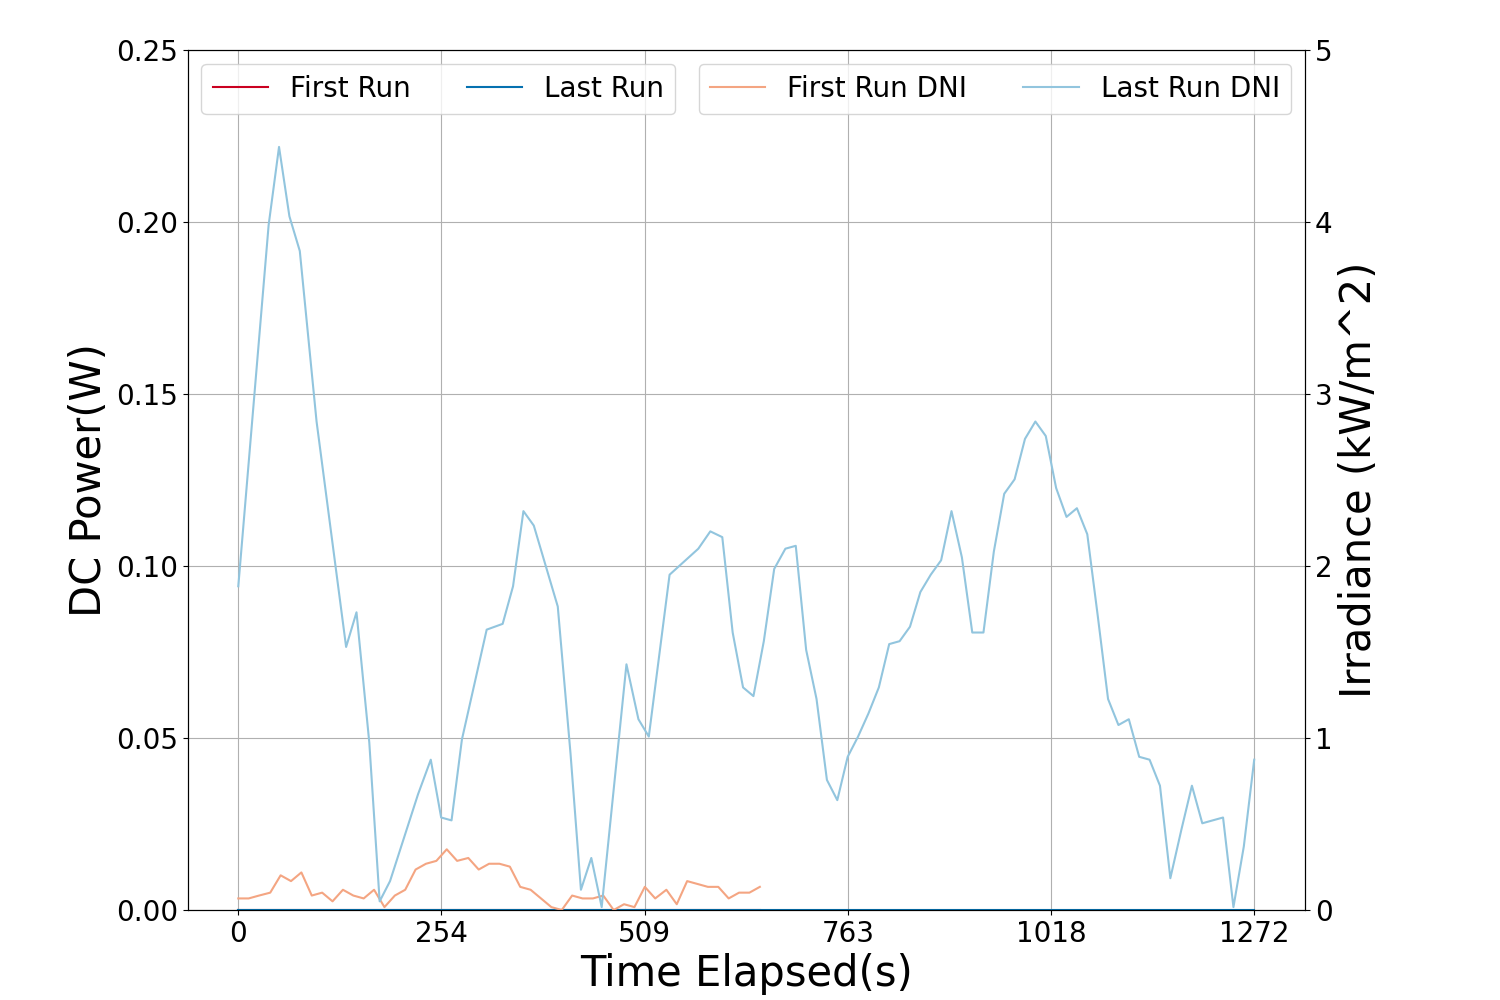 First Run
Last Run
First Run DNI
Last Run DNI
DC Power(W)
0.25
0.20
0.15
0.10
0.05
0.00
5
4
3
2
1
0
Irradiance (kW/m^2)
0 254 509 763 1018 1272
Time Elapsed(s)